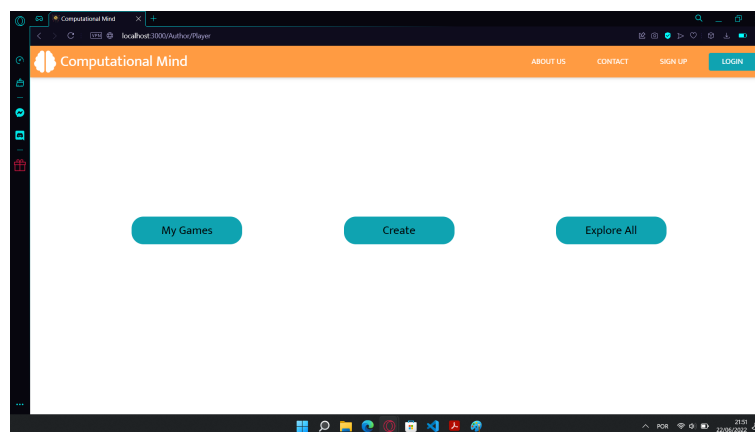 Computational Mind
VPN localhost:3000/Author/Player
Computational Mind ABOUT US CONTACT SIGN UP LOGIN
My Games Create Explore All
POR 21:51
22/06/2022